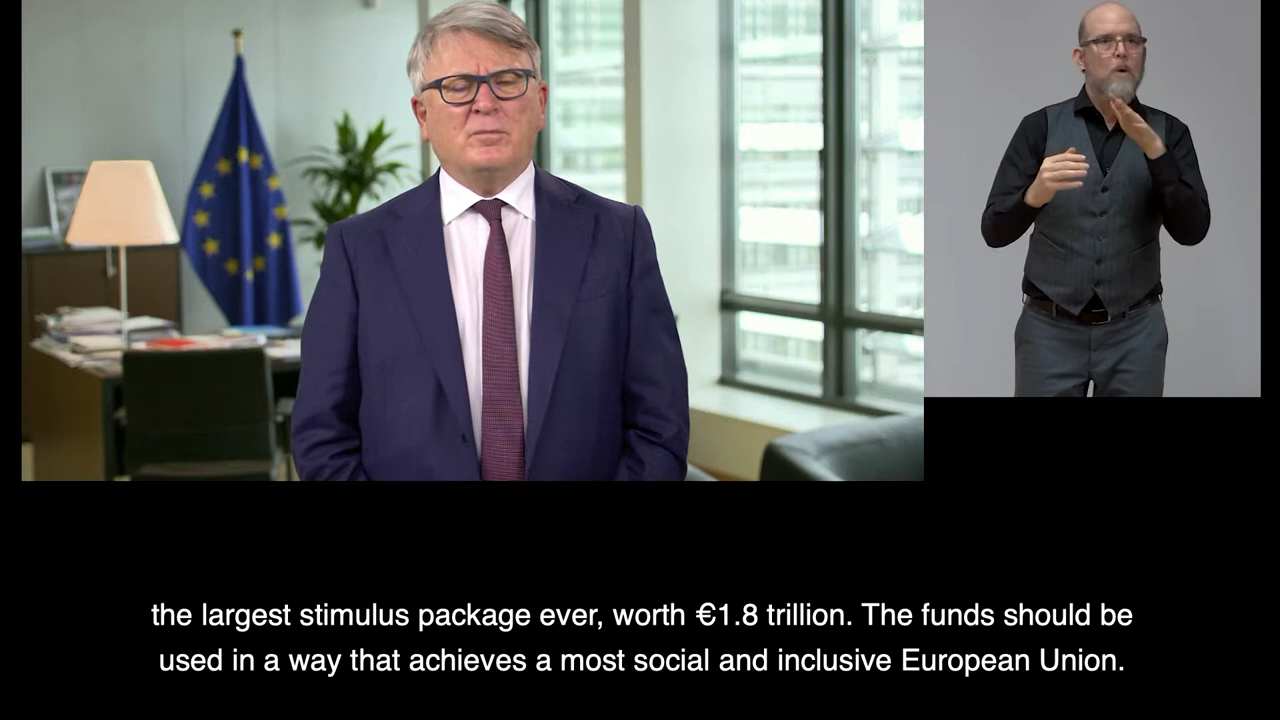 the largest stimulus package ever, worth €1.8 trillion. The funds should be
used in a way that achieves a most social and inclusive European Union.